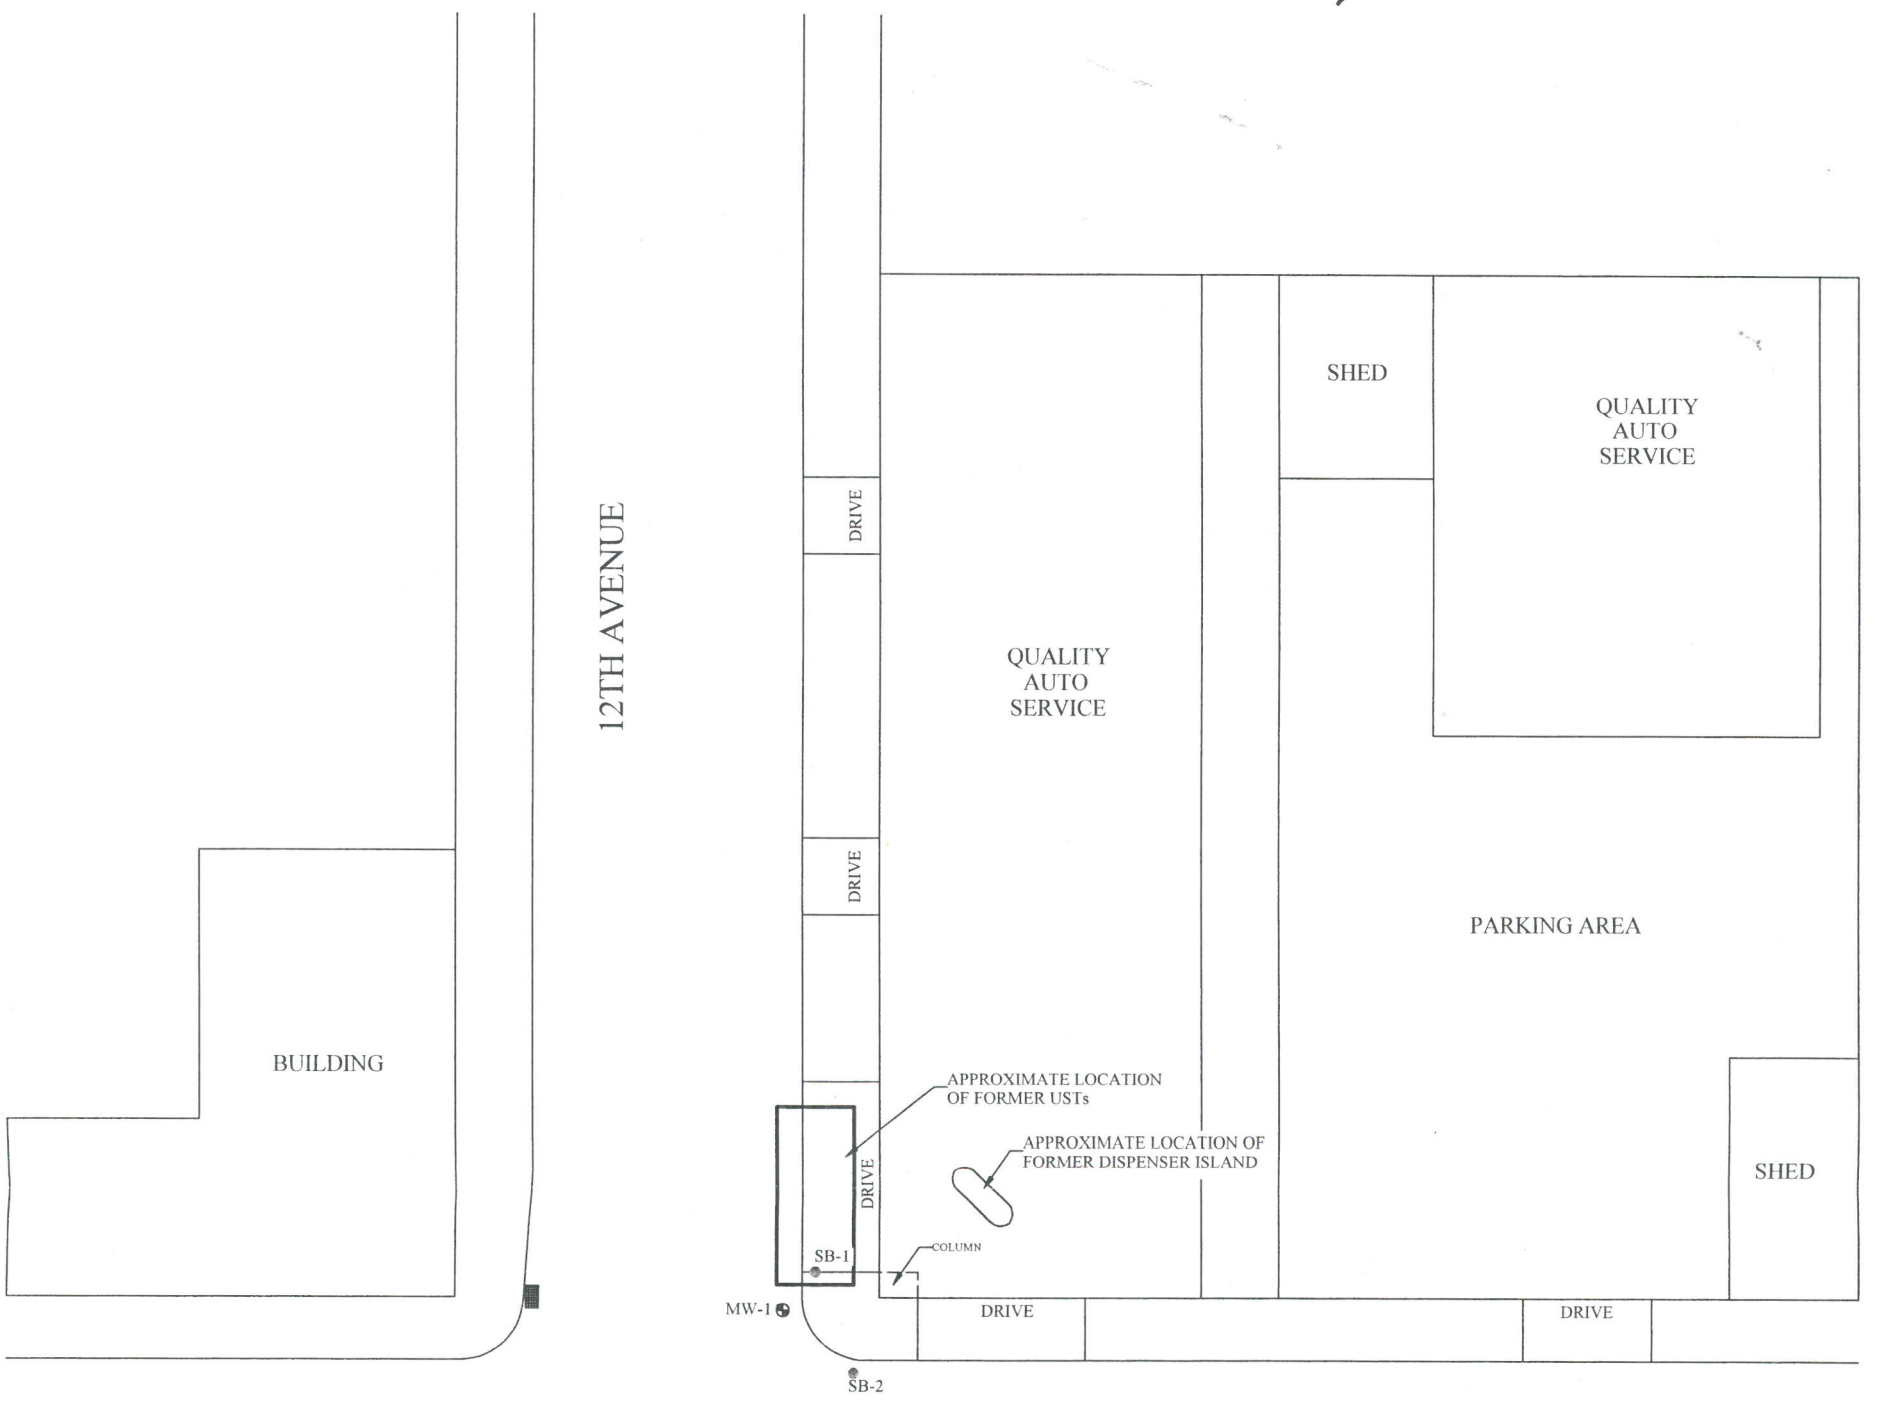 SHED
QUALITY
AUTO
SERVICE
DRIVE
12TH AVENUE
QUALITY
AUTO
SERVICE
DRIVE
PARKING AREA
BUILDING
APPROXIMATE LOCATION
OF FORMER USTs
APPROXIMATE LOCATION OF
FORMER DISPENSER ISLAND
DRIVE
SHED
COLUMN
SB-1
MW-1
DRIVE
DRIVE
SB-2